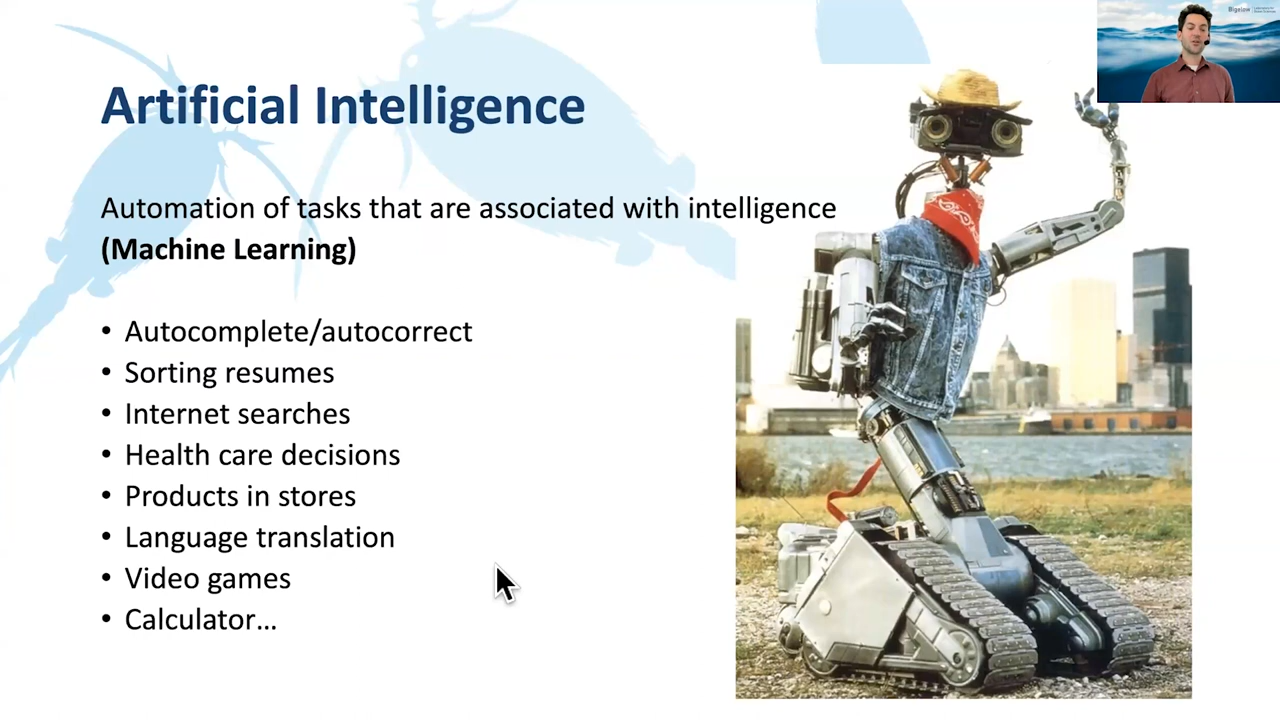 Bigelow
Artificial Intelligence
Automation of tasks that are associated with intelligence
(Machine Learning)
• Autocomplete/autocorrect
• Sorting resumes
• Internet searches
• Health care decisions
• Products in stores
• Language translation
• Video games
• Calculator…